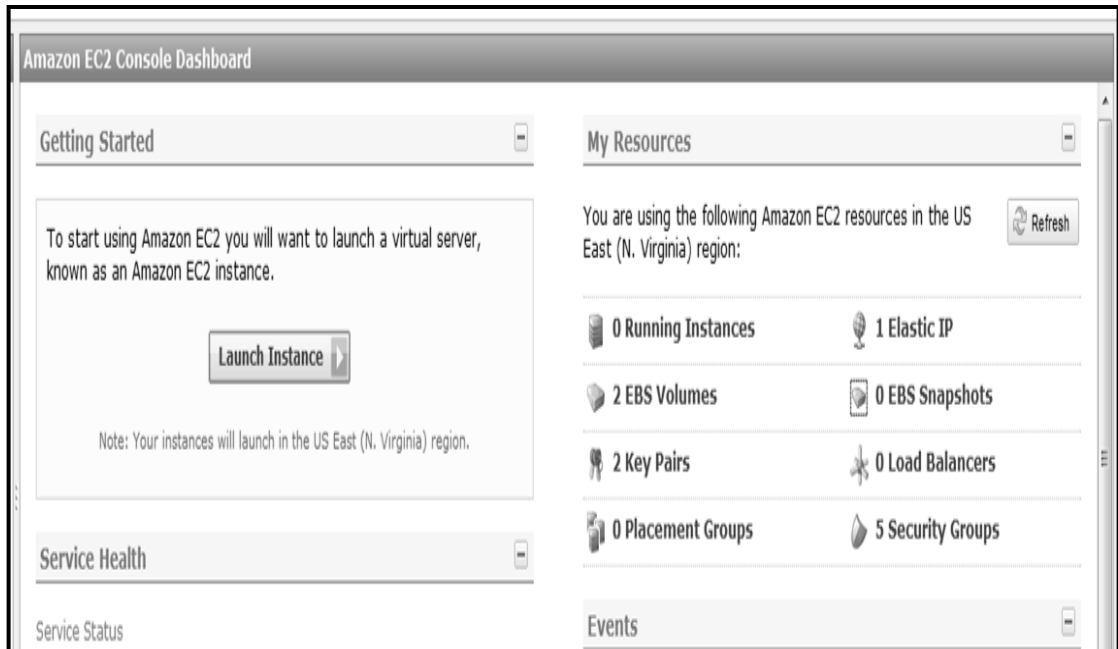 Amazon EC2 Console Dashboard
Getting Started
To start using Amazon EC2 you will want to launch a virtual server,
known as an Amazon EC2 instance.
Launch Instance
Note: Your instances will launch in the US East (N. Virginia) region.
Service Health
Service Status
My Resources
You are using the following Amazon EC2 resources in the US
East (N. Virginia) region:
Refresh
0 Running Instances
1 Elastic IP
2 EBS Volumes
0 EBS Snapshots
2 Key Pairs
0 Load Balancers
0 Placement Groups
5 Security Groups
Events